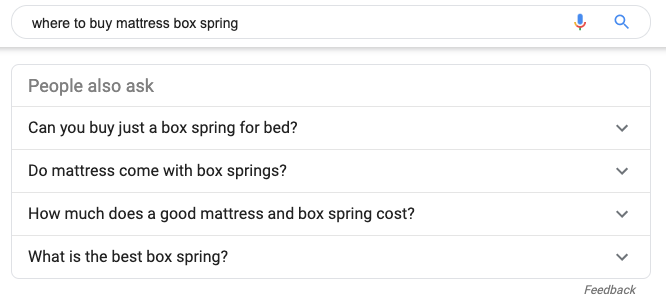 where to buy mattress box spring
People also ask
Can you buy just a box spring for bed?
Do mattress come with box springs?
How much does a good mattress and box spring cost?
What is the best box spring?
Feedback